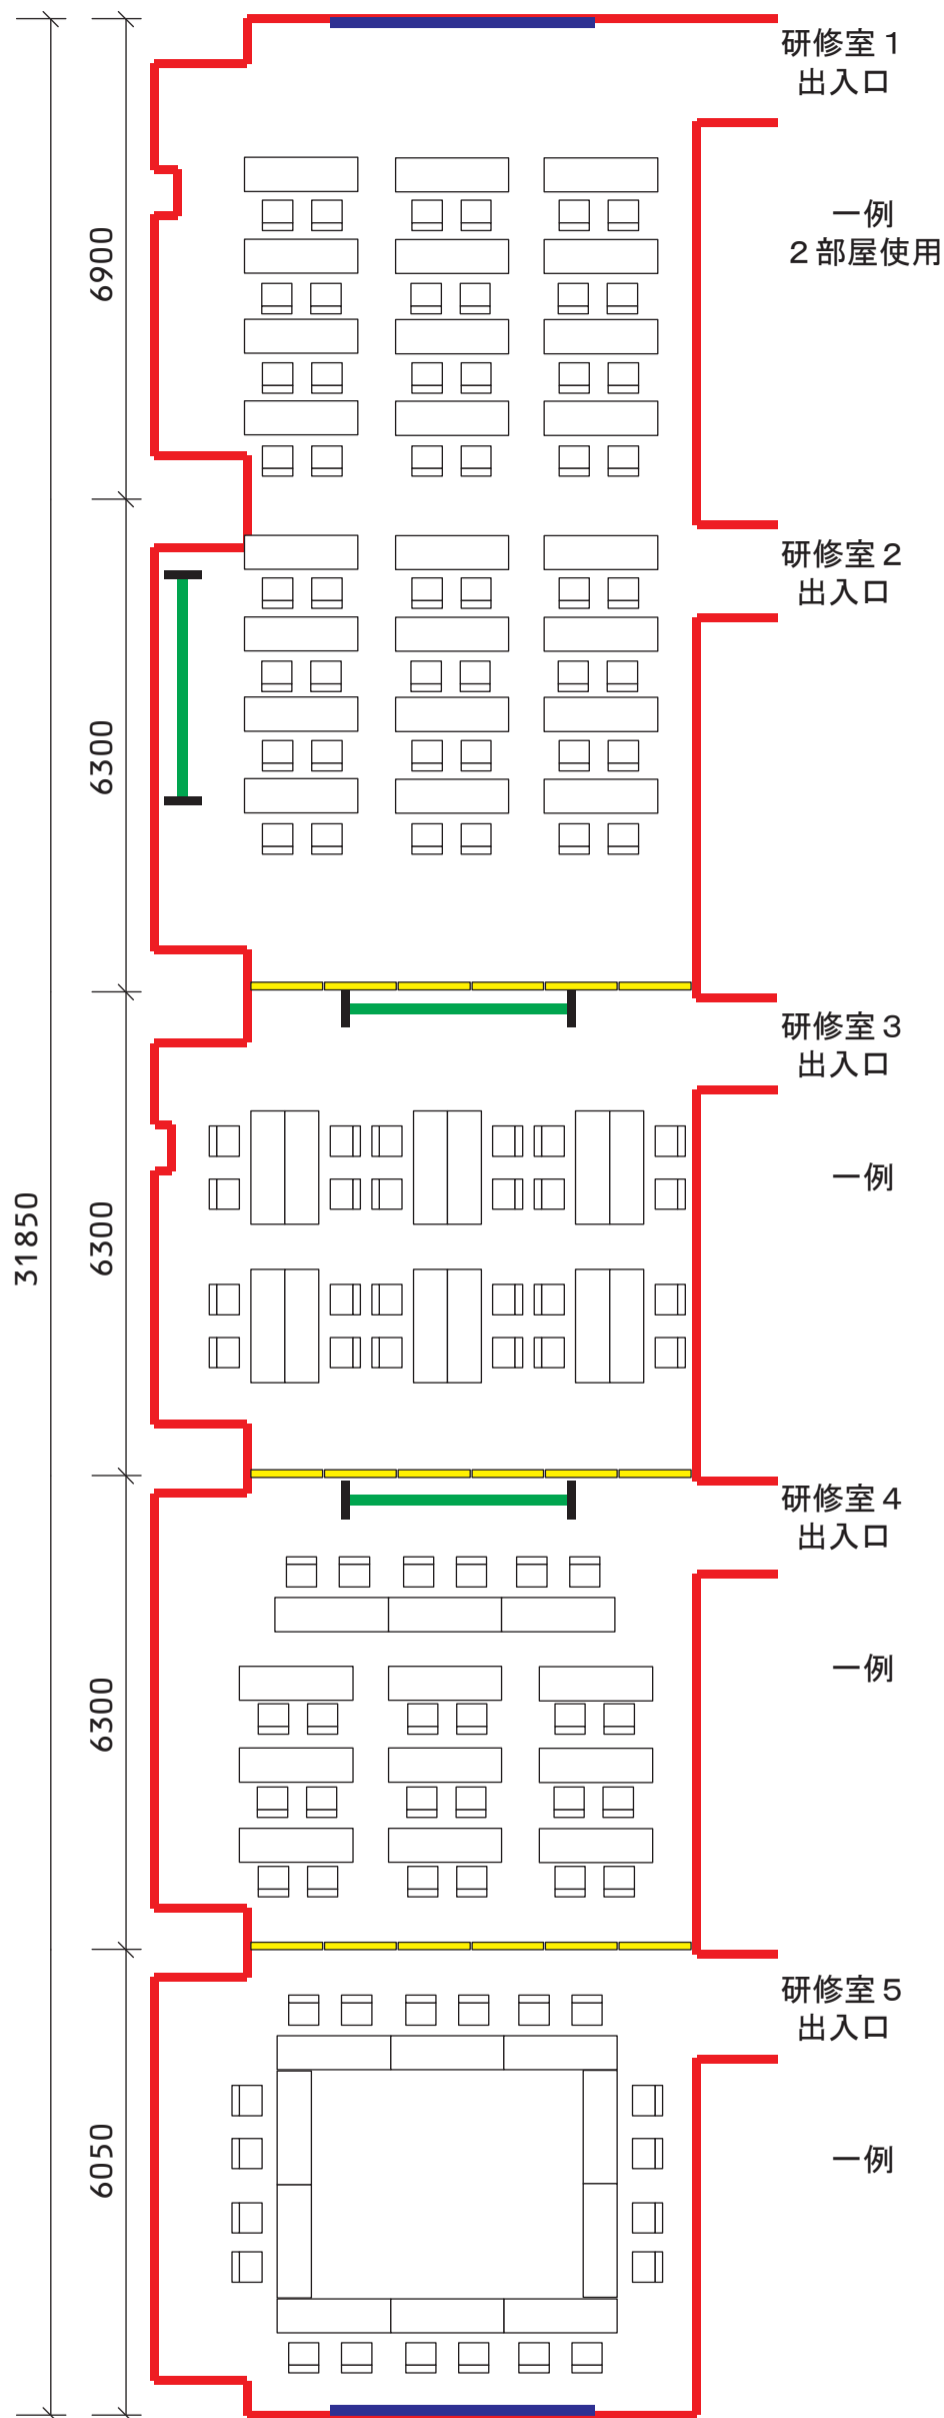 研修室１
出入口
一例
２部屋使用
6900
研修室２
出入口
6300
研修室３
出入口
一例
31850
6300
研修室４
出入口
一例
6300
研修室５
出入口
一例
6050